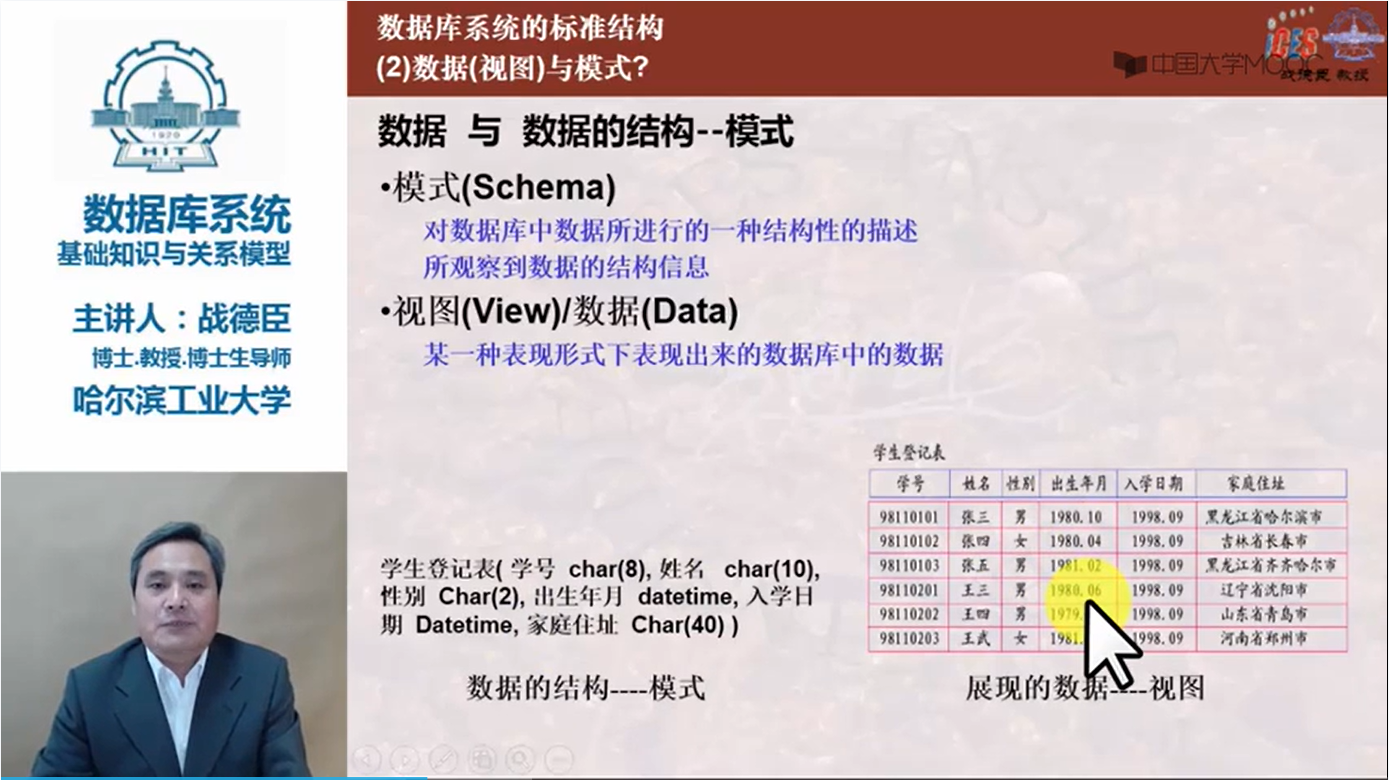 1920
HIT
数据库系统
基础知识与关系模型
主讲人：战德臣
博士.教授.博士生导师
哈尔滨工业大学
数据库系统的标准结构
(2)数据(视图)与模式?
iCES
中国大学MOOC
战德臣 教授
数据 与 数据的结构--模式
•模式(Schema)
对数据库中数据所进行的一种结构性的描述
所观察到数据的结构信息
•视图(View)/数据(Data)
某一种表现形式下表现出来的数据库中的数据
学生登记表( 学号 char(8), 姓名 char(10),
性别 Char(2), 出生年月 datetime, 入学日
期 Datetime, 家庭住址 Char(40) )
数据的结构----模式
学生登记表
学号 姓名 性别 出生年月 入学日期 家庭住址
98110101 张三 男 1980.10 1998.09 黑龙江省哈尔滨市
98110102 张四 女 1980.04 1998.09 吉林省长春市
98110103 张五 男 1981.02 1998.09 黑龙江省齐齐哈尔市
98110201 王三 男 1980.06 1998.09 辽宁省沈阳市
98110202 王四 男 1979. 1998.09 山东省青岛市
98110203 王武 女 1981. 1998.09 河南省郑州市
展现的数据----视图